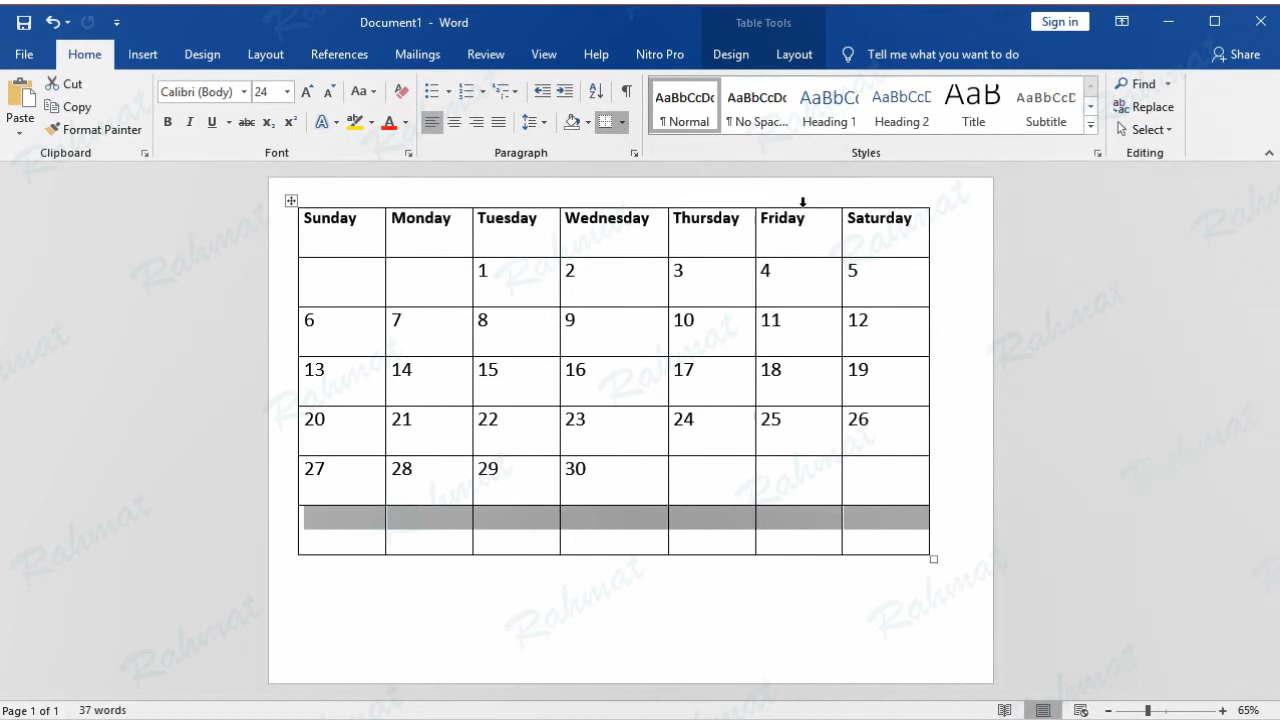 Document1 - Word
Table Tools
Sign in
File Home Insert Design Layout References Mailings Review View Help Nitro Pro Design Layout Tell me what you want to do Share
Paste
Cut
Copy
Format Painter
Clipboard
Calibri (Body) 24
Aa
B I U abc x₂ x²
A A
Font
Paragraph
AaBbCcDc AaBbCcDc AaBbCc AaBbCcD AaB AaBbCcD
¶ Normal ¶ No Spac... Heading 1 Heading 2 Title Subtitle
Styles
Find
Replace
Select
Editing
Sunday Monday Tuesday Wednesday Thursday Friday Saturday
1 2 3 4 5
6 7 8 9 10 11 12
13 14 15 16 17 18 19
20 21 22 23 24 25 26
27 28 29 30
Rahmat
Page 1 of 1 37 words
65%